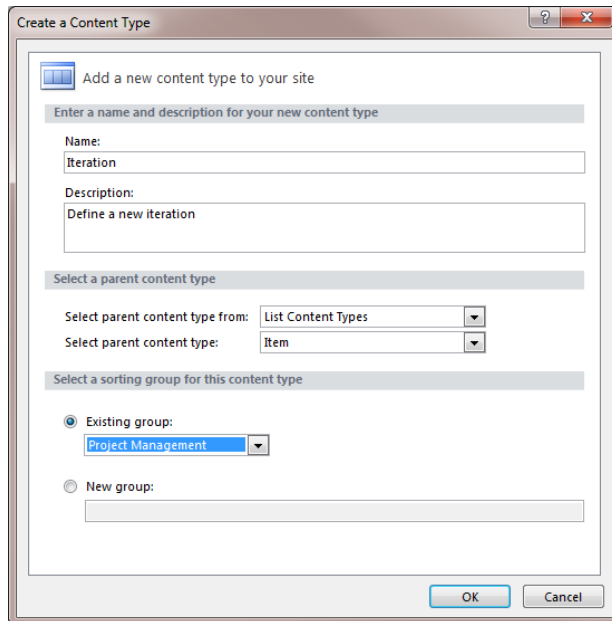 Create a Content Type
Add a new content type to your site
Enter a name and description for your new content type
Name:
Iteration
Description:
Define a new iteration
Select a parent content type
Select parent content type from: List Content Types
Select parent content type: Item
Select a sorting group for this content type
Existing group:
Project Management
New group:
OK Cancel